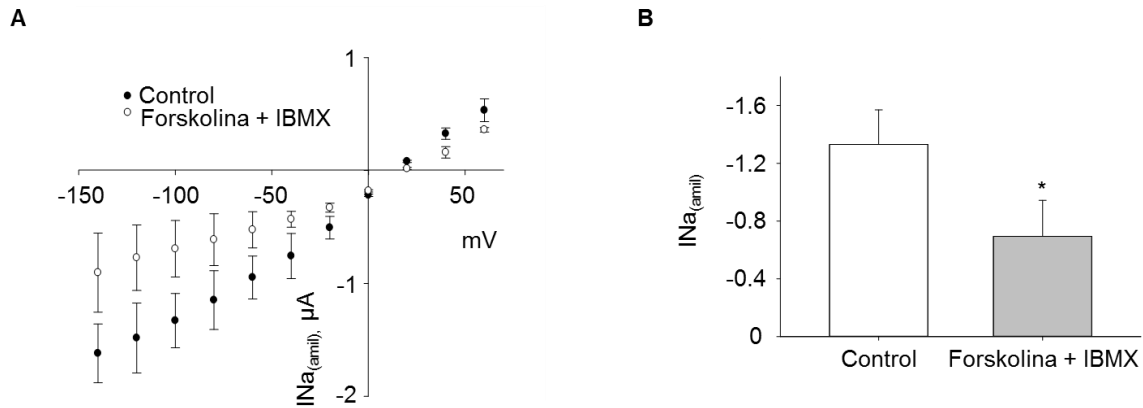 A
B
1
Control
Forskolina + IBMX
-150
-100
-50
0
50
mV
-1
INa(amil), µA
-2
-1.6
-1.2
-0.8
-0.4
0
INa(amil)
*
Control
Forskolina + IBMX